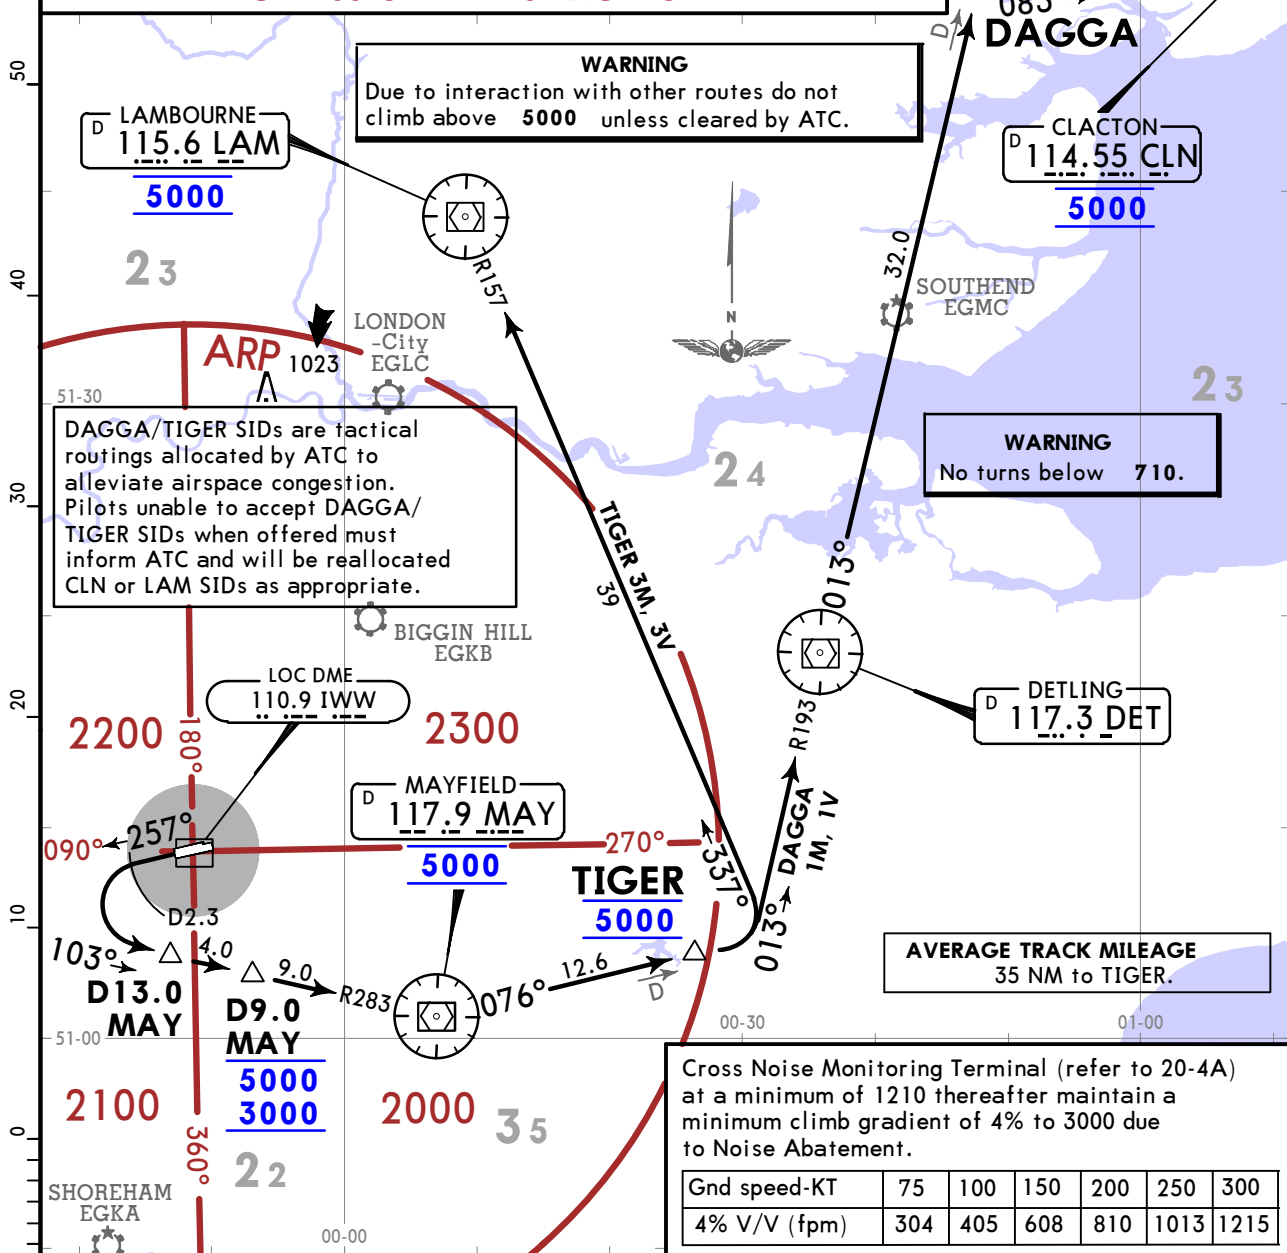 085°
DAGGA
D
50
WARNING
Due to interaction with other routes do not
climb above 5000 unless cleared by ATC.
LAMBOURNE
D 115.6 LAM
5000
CLACTON
D 114.55 CLN
5000
23
R157
32.0
SOUTHEND
EGMC
40
LONDON
-City
EGLC
N
ARP
1023
23
51-30
DAGGA/TIGER SIDs are tactical
routings allocated by ATC to
alleviate airspace congestion.
Pilots unable to accept DAGGA/
TIGER SIDs when offered must
inform ATC and will be reallocated
CLN or LAM SIDs as appropriate.
WARNING
No turns below 710.
24
30
TIGER 3M, 3V
39
013°
BIGGIN HILL
EGKB
LOC DME
110.9 IWW
DETLING
D 117.3 DET
20
2200
180°
2300
R193
MAYFIELD
D 117.9 MAY
5000
DAGGA
1M, 1V
257°
090°
270°
337°
TIGER
5000
10
D2.3
013°
103°
4.0
9.0
R283
076°
12.6
D
AVERAGE TRACK MILEAGE
35 NM to TIGER.
D13.0
MAY
D9.0
MAY
5000
3000
51-00
00-30
01-00
2100
2000
35
0
360°
22
Cross Noise Monitoring Terminal (refer to 20-4A)
at a minimum of 1210 thereafter maintain a
minimum climb gradient of 4% to 3000 due
to Noise Abatement.
Gnd speed-KT 75 100 150 200 250 300
4% V/V (fpm) 304 405 608 810 1013 1215
SHOREHAM
EGKA
00-00